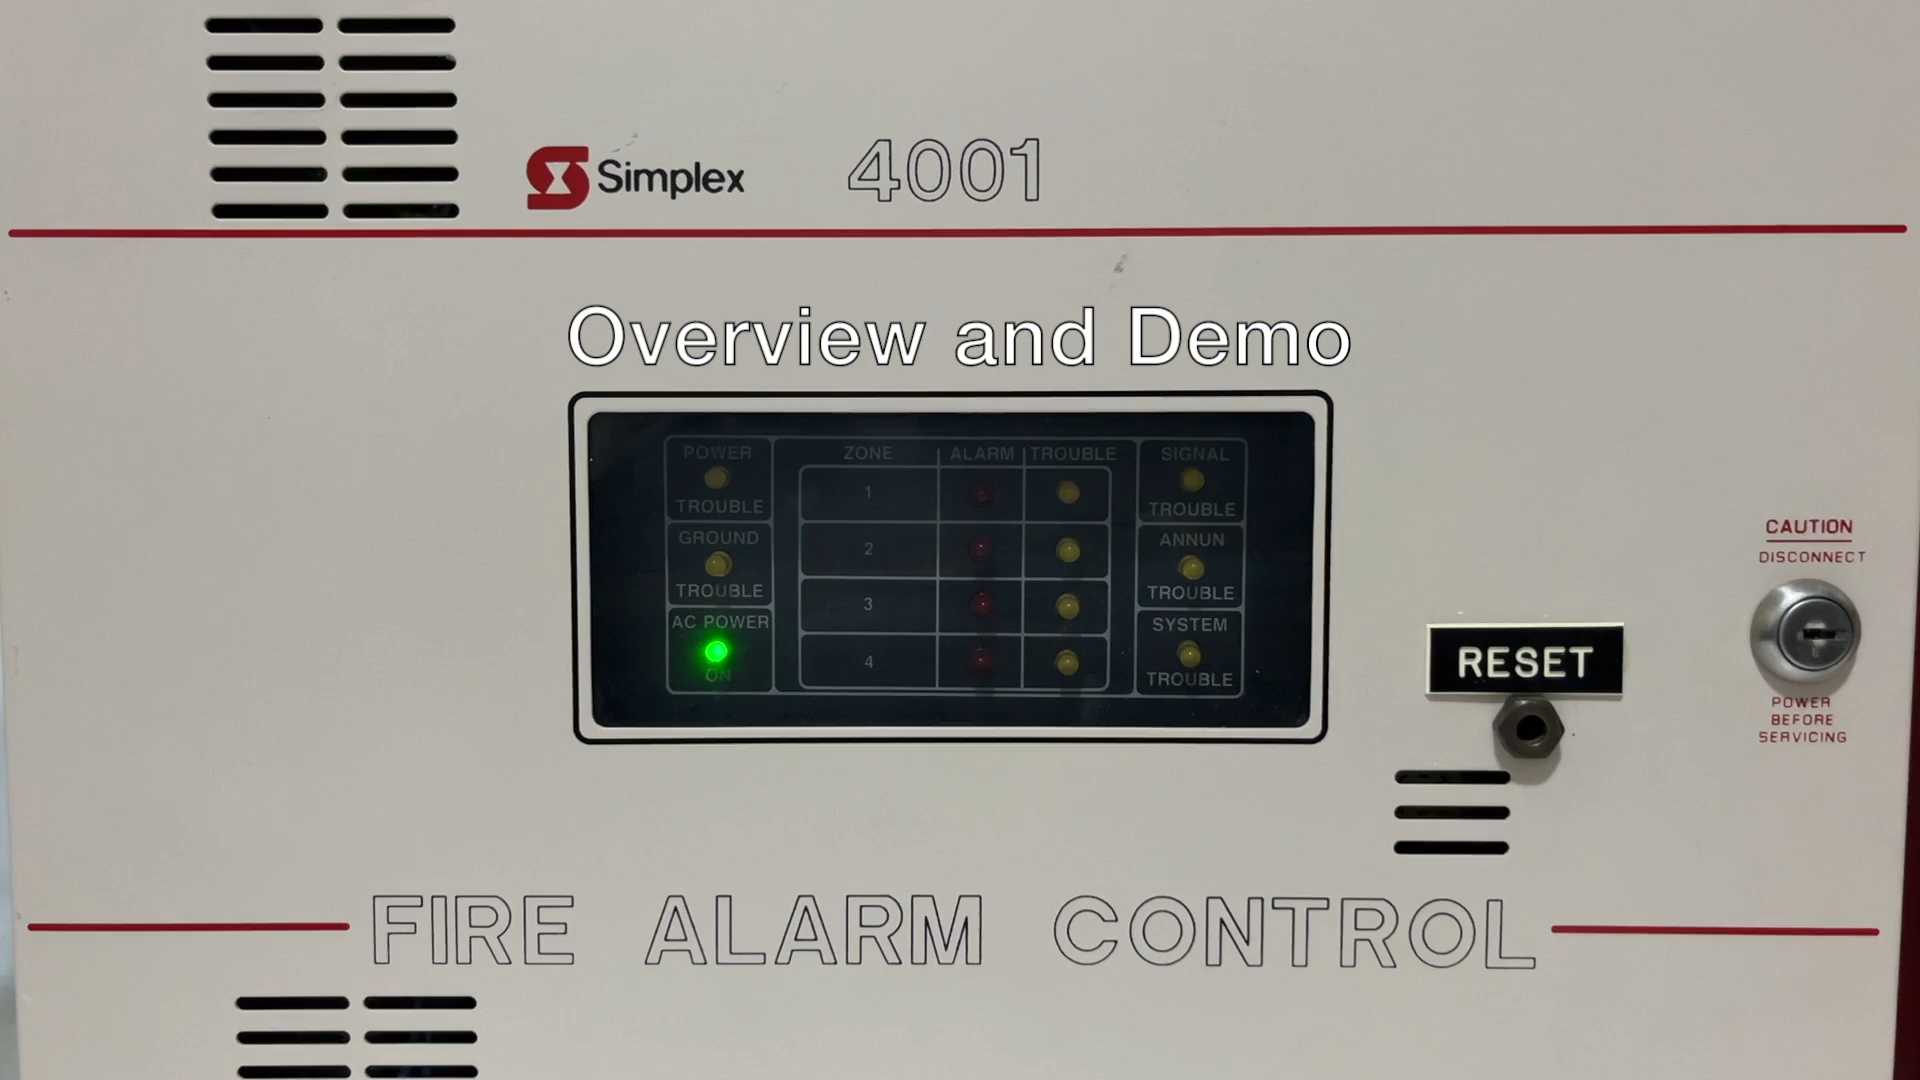 Simplex 4001
Overview and Demo
POWER
TROUBLE
GROUND
TROUBLE
AC POWER
ON
ZONE ALARM TROUBLE
1
2
3
4
SIGNAL
TROUBLE
ANNUN
TROUBLE
SYSTEM
TROUBLE
RESET
CAUTION
DISCONNECT
POWER
BEFORE
SERVICING
FIRE ALARM CONTROL